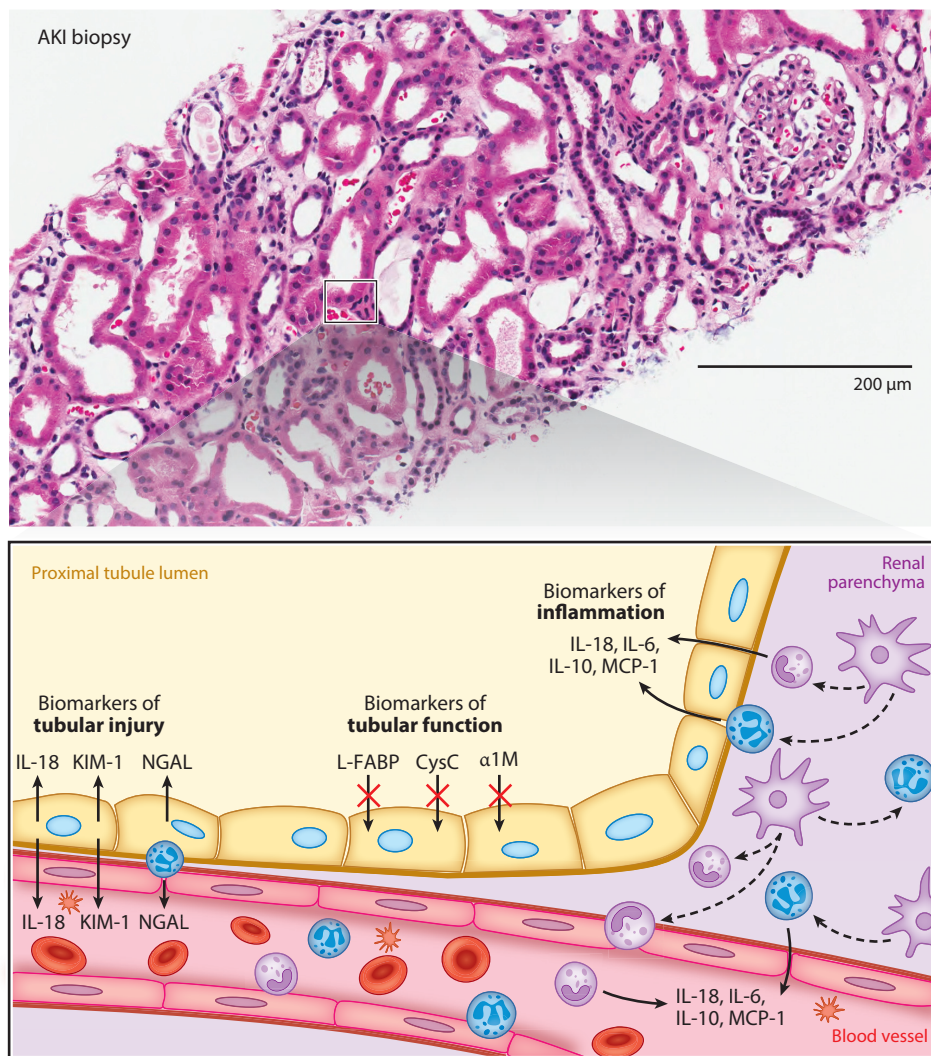 AKI biopsy
200 µm
Proximal tubule lumen
Renal
parenchyma
Biomarkers of
inflammation
IL-18, IL-6,
IL-10, MCP-1
Biomarkers of
tubular injury
IL-18 KIM-1 NGAL
Biomarkers of
tubular function
L-FABP CysC α1M
IL-18 KIM-1 NGAL
IL-18, IL-6,
IL-10, MCP-1
Blood vessel